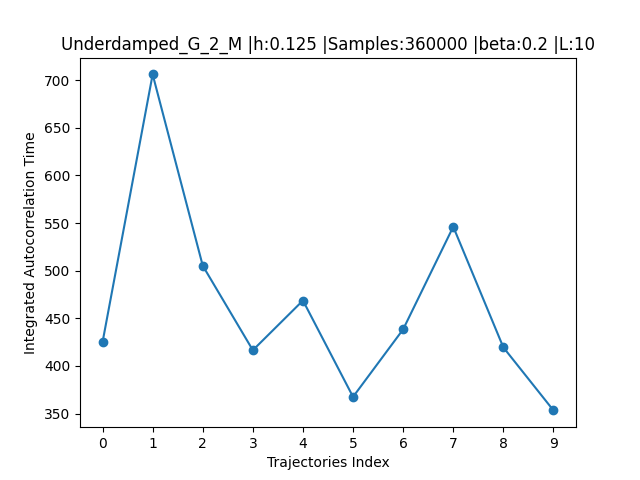 Underdamped_G_2_M |h:0.125 |Samples:360000 |beta:0.2 |L:10
Integrated Autocorrelation Time
700
650
600
550
500
450
400
350
0 1 2 3 4 5 6 7 8 9
Trajectories Index